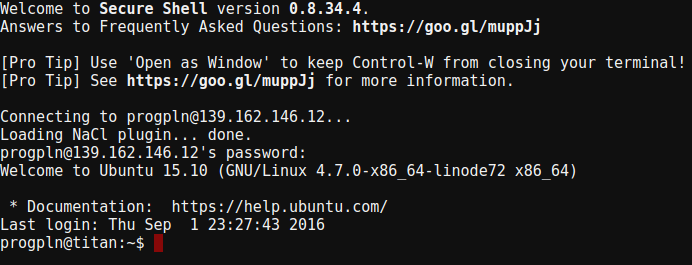 Welcome to Secure Shell version 0.8.34.4.
Answers to Frequently Asked Questions: https://goo.gl/muppJj
[Pro Tip] Use 'Open as Window' to keep Control-W from closing your terminal!
[Pro Tip] See https://goo.gl/muppJj for more information.
Connecting to progpln@139.162.146.12...
Loading NaCl plugin... done.
progpln@139.162.146.12's password:
Welcome to Ubuntu 15.10 (GNU/Linux 4.7.0-x86_64-linode72 x86_64)
* Documentation:  https://help.ubuntu.com/
Last login: Thu Sep  1 23:27:43 2016
progpln@titan:~$